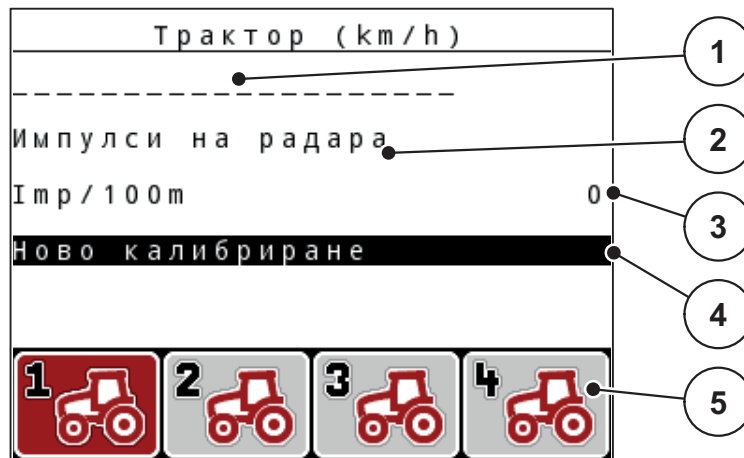 Трактор (km/h)
1
____________________
Импулси на радара
2
Imp/100m 0
3
Ново калибриране
4
1 2 3 4
5